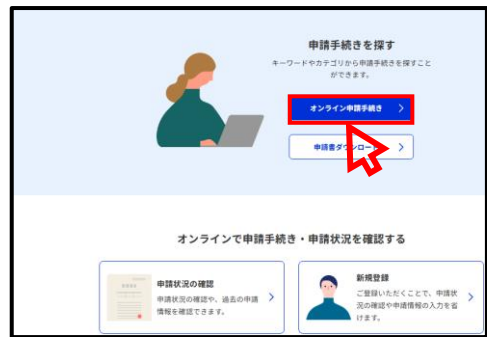 申請手続きを探す
キーワードやカテゴリから申請手続きを探すこと
ができます。
オンライン申請手続き
申請書ダウンロード
オンラインで申請手続き・申請状況を確認する
申請状況の確認
申請状況の確認や、過去の申請
情報を確認できます。
新規登録
ご登録いただくことで、申請状
況の確認や申請情報の入力を省
けます。